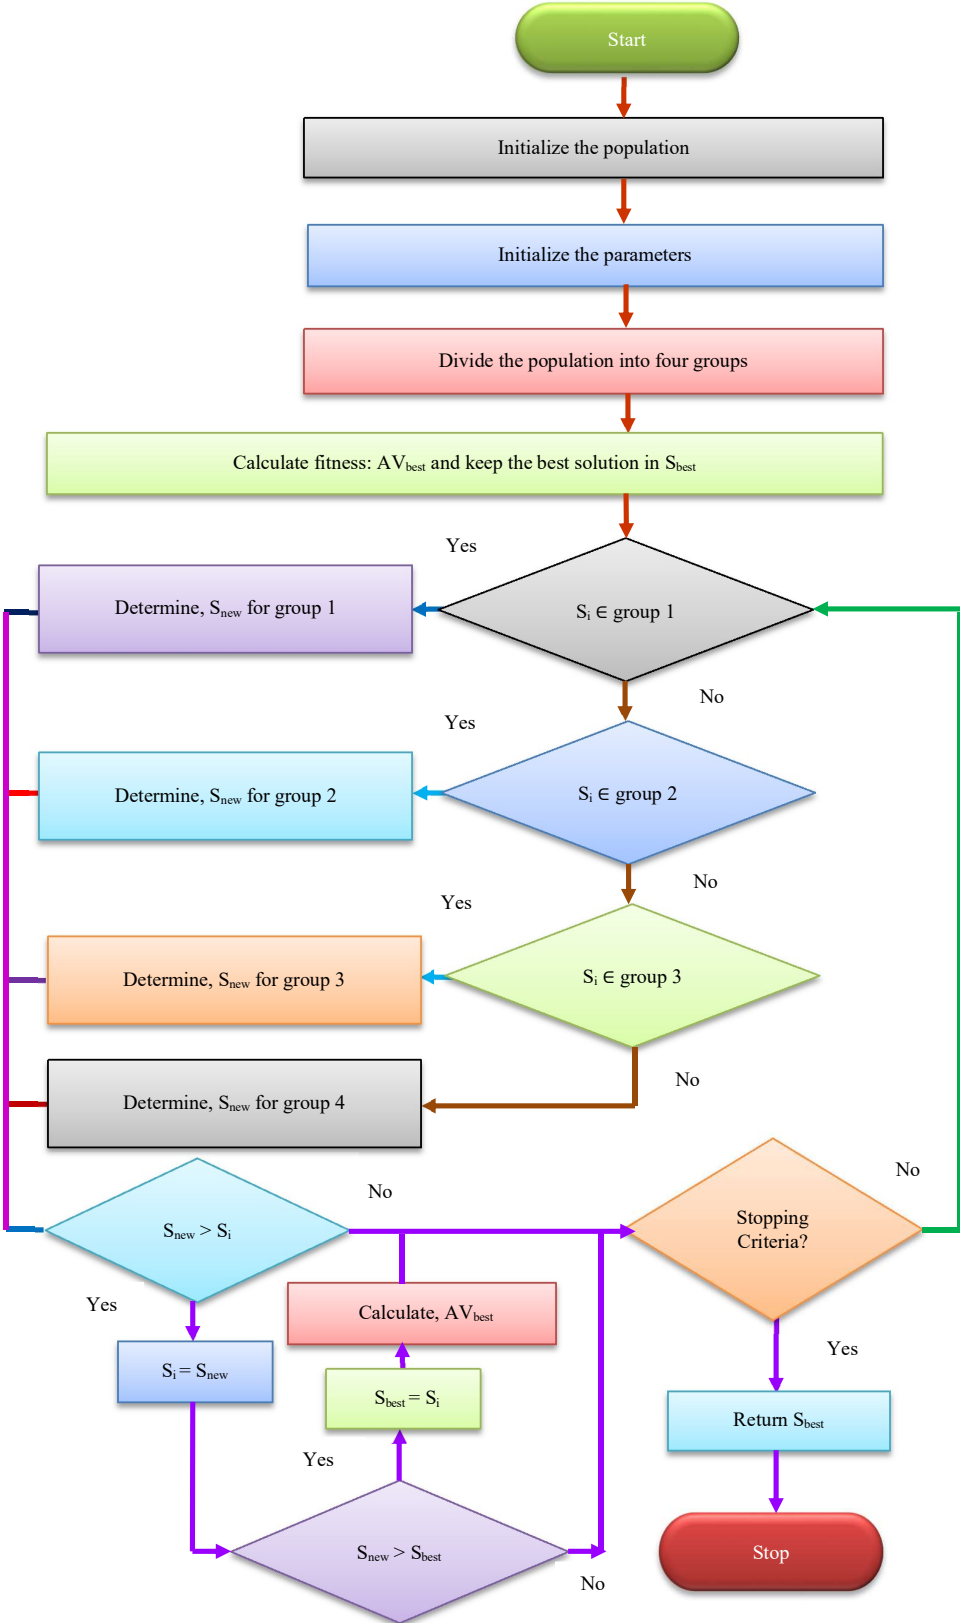 Start
Initialize the population
Initialize the parameters
Divide the population into four groups
Calculate fitness: AVbest and keep the best solution in Sbest
Yes
Determine, Snew for group 1
Si ∈ group 1
No
Yes
Determine, Snew for group 2
Si ∈ group 2
No
Yes
Determine, Snew for group 3
Si ∈ group 3
No
Determine, Snew for group 4
No
No
Snew > Si
Stopping
Criteria?
Yes
Calculate, AVbest
Yes
Si = Snew
Sbest = Si
Return Sbest
Yes
Snew > Sbest
No
Stop